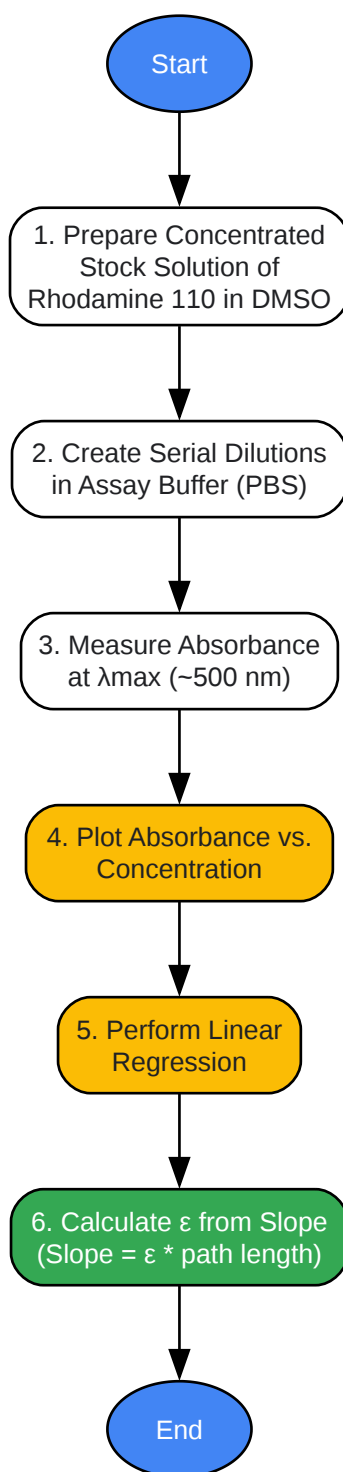 Start
1. Prepare Concentrated
Stock Solution of
Rhodamine 110 in DMSO
2. Create Serial Dilutions
in Assay Buffer (PBS)
3. Measure Absorbance
at λmax (~500 nm)
4. Plot Absorbance vs.
Concentration
5. Perform Linear
Regression
6. Calculate ε from Slope
(Slope = ε * path length)
End